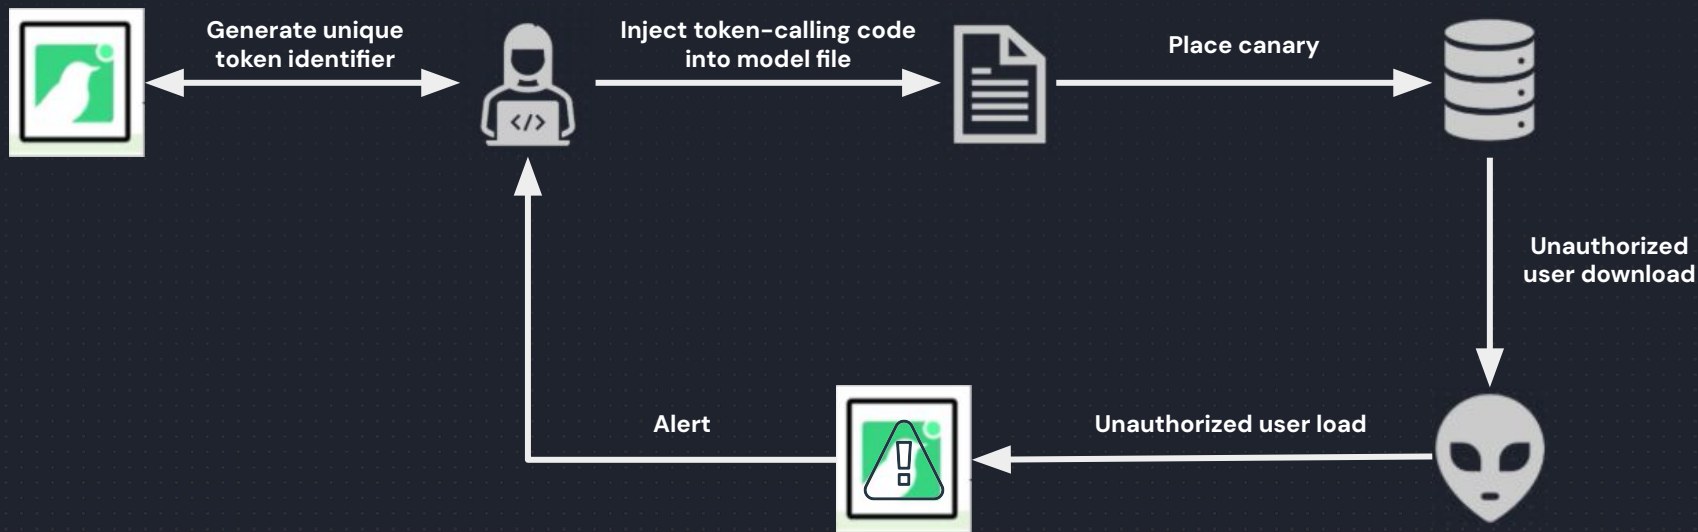 Generate unique
token identifier
Inject token-calling code
into model file
Place canary
</>
Unauthorized
user download
Alert
Unauthorized user load
!